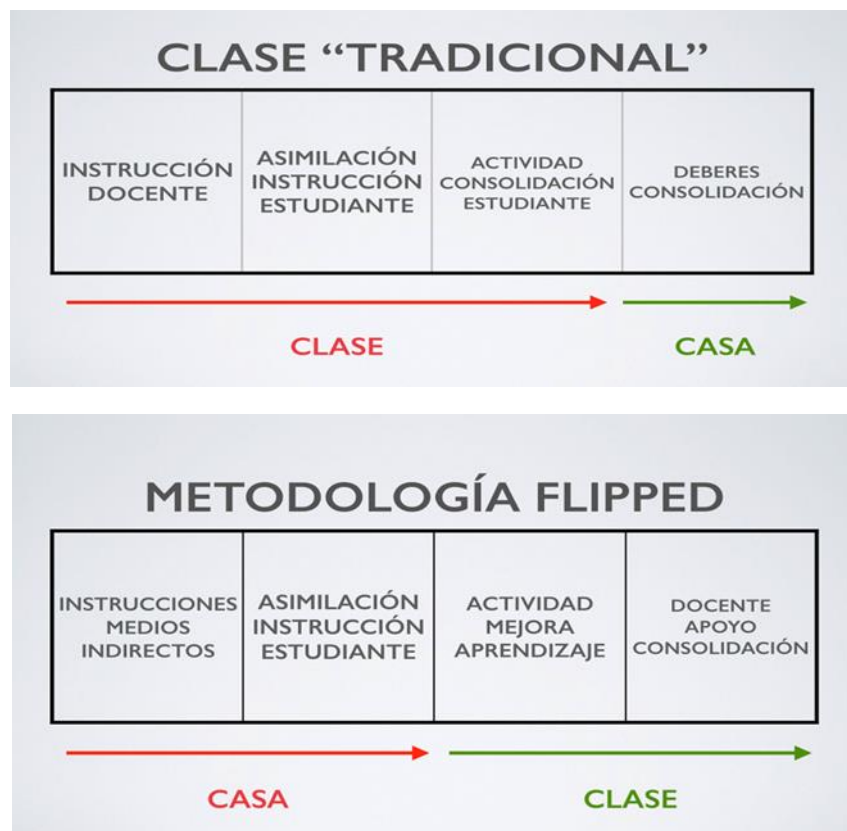 CLASE “TRADICIONAL”
INSTRUCCIÓN
DOCENTE
ASIMILACIÓN
INSTRUCCIÓN
ESTUDIANTE
ACTIVIDAD
CONSOLIDACIÓN
ESTUDIANTE
DEBERES
CONSOLIDACIÓN
CLASE
CASA
METODOLOGÍA FLIPPED
INSTRUCCIONES
MEDIOS
INDIRECTOS
ASIMILACIÓN
INSTRUCCIÓN
ESTUDIANTE
ACTIVIDAD
MEJORA
APRENDIZAJE
DOCENTE
APOYO
CONSOLIDACIÓN
CASA
CLASE